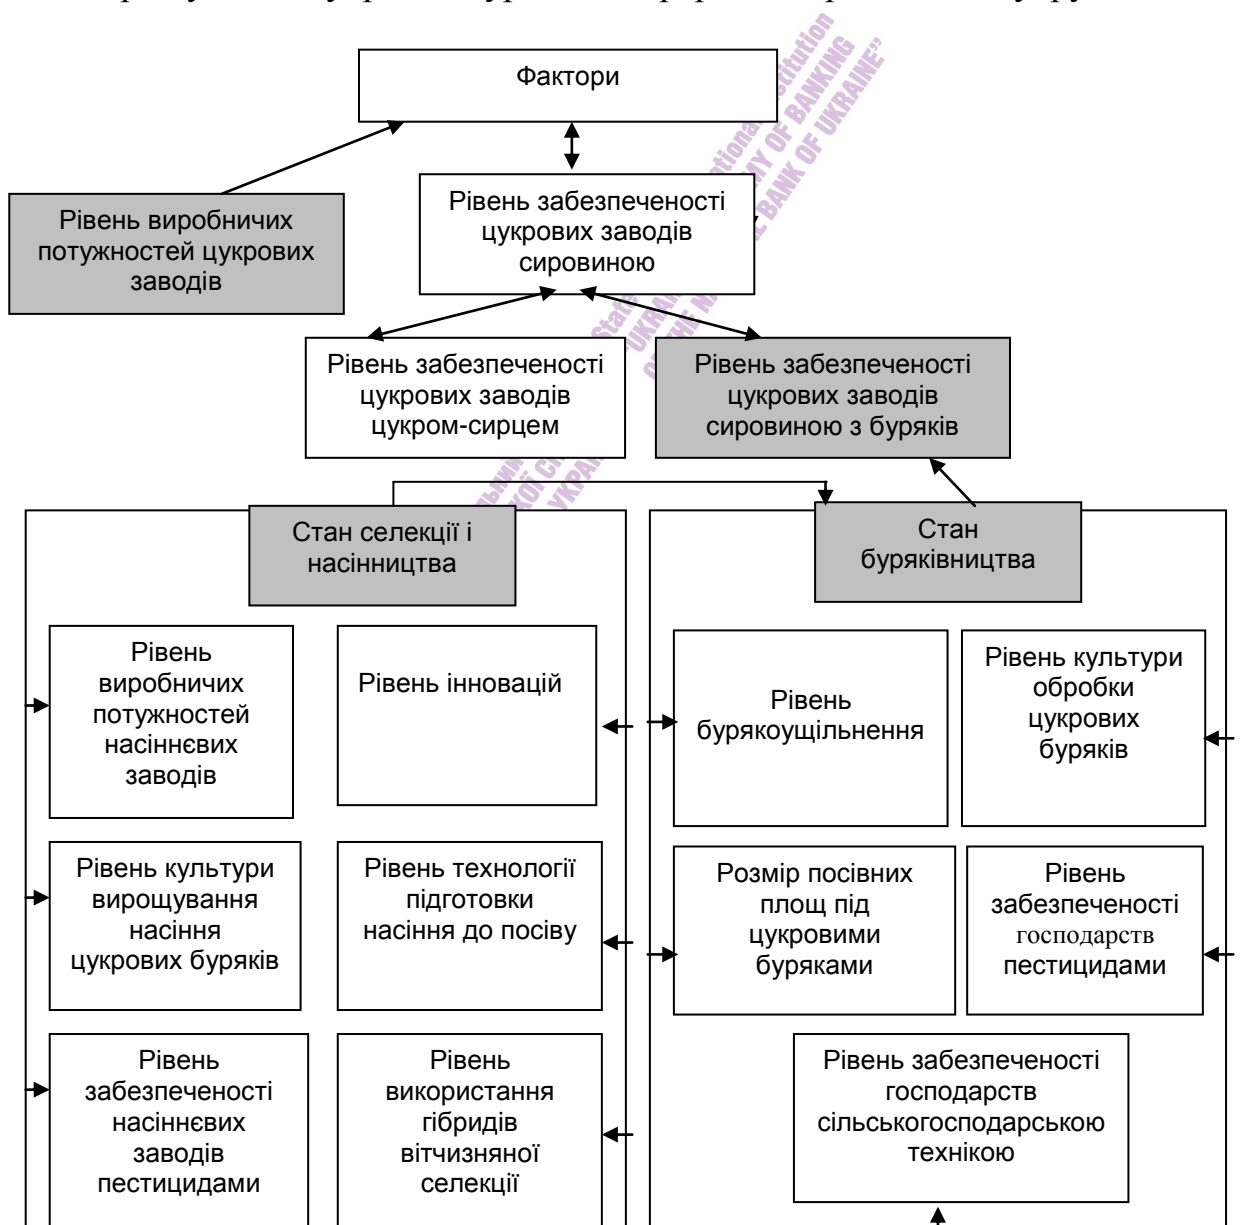 Фактори
Рівень виробничих
потужностей цукрових
заводів
Рівень забезпеченості
цукрових заводів
сировиною
Рівень забезпеченості
цукрових заводів
цукром-сирцем
Рівень забезпеченості
цукрових заводів
сировиною з буряків
Стан селекції і
насінництва
Стан
буряківництва
Рівень
виробничих
потужностей
насіннєвих
заводів
Рівень інновацій
Рівень
бурякоущільнення
Рівень культури
обробки
цукрових
буряків
Рівень культури
вирощування
насіння
цукрових буряків
Рівень технології
підготовки
насіння до посіву
Розмір посівних
площ під
цукровими
буряками
Рівень
забезпеченості
господарств
пестицидами
Рівень
забезпеченості
насіннєвих
заводів
пестицидами
Рівень
використання
гібридів
вітчизняної
селекції
Рівень забезпеченості
господарств
сільськогосподарською
технікою